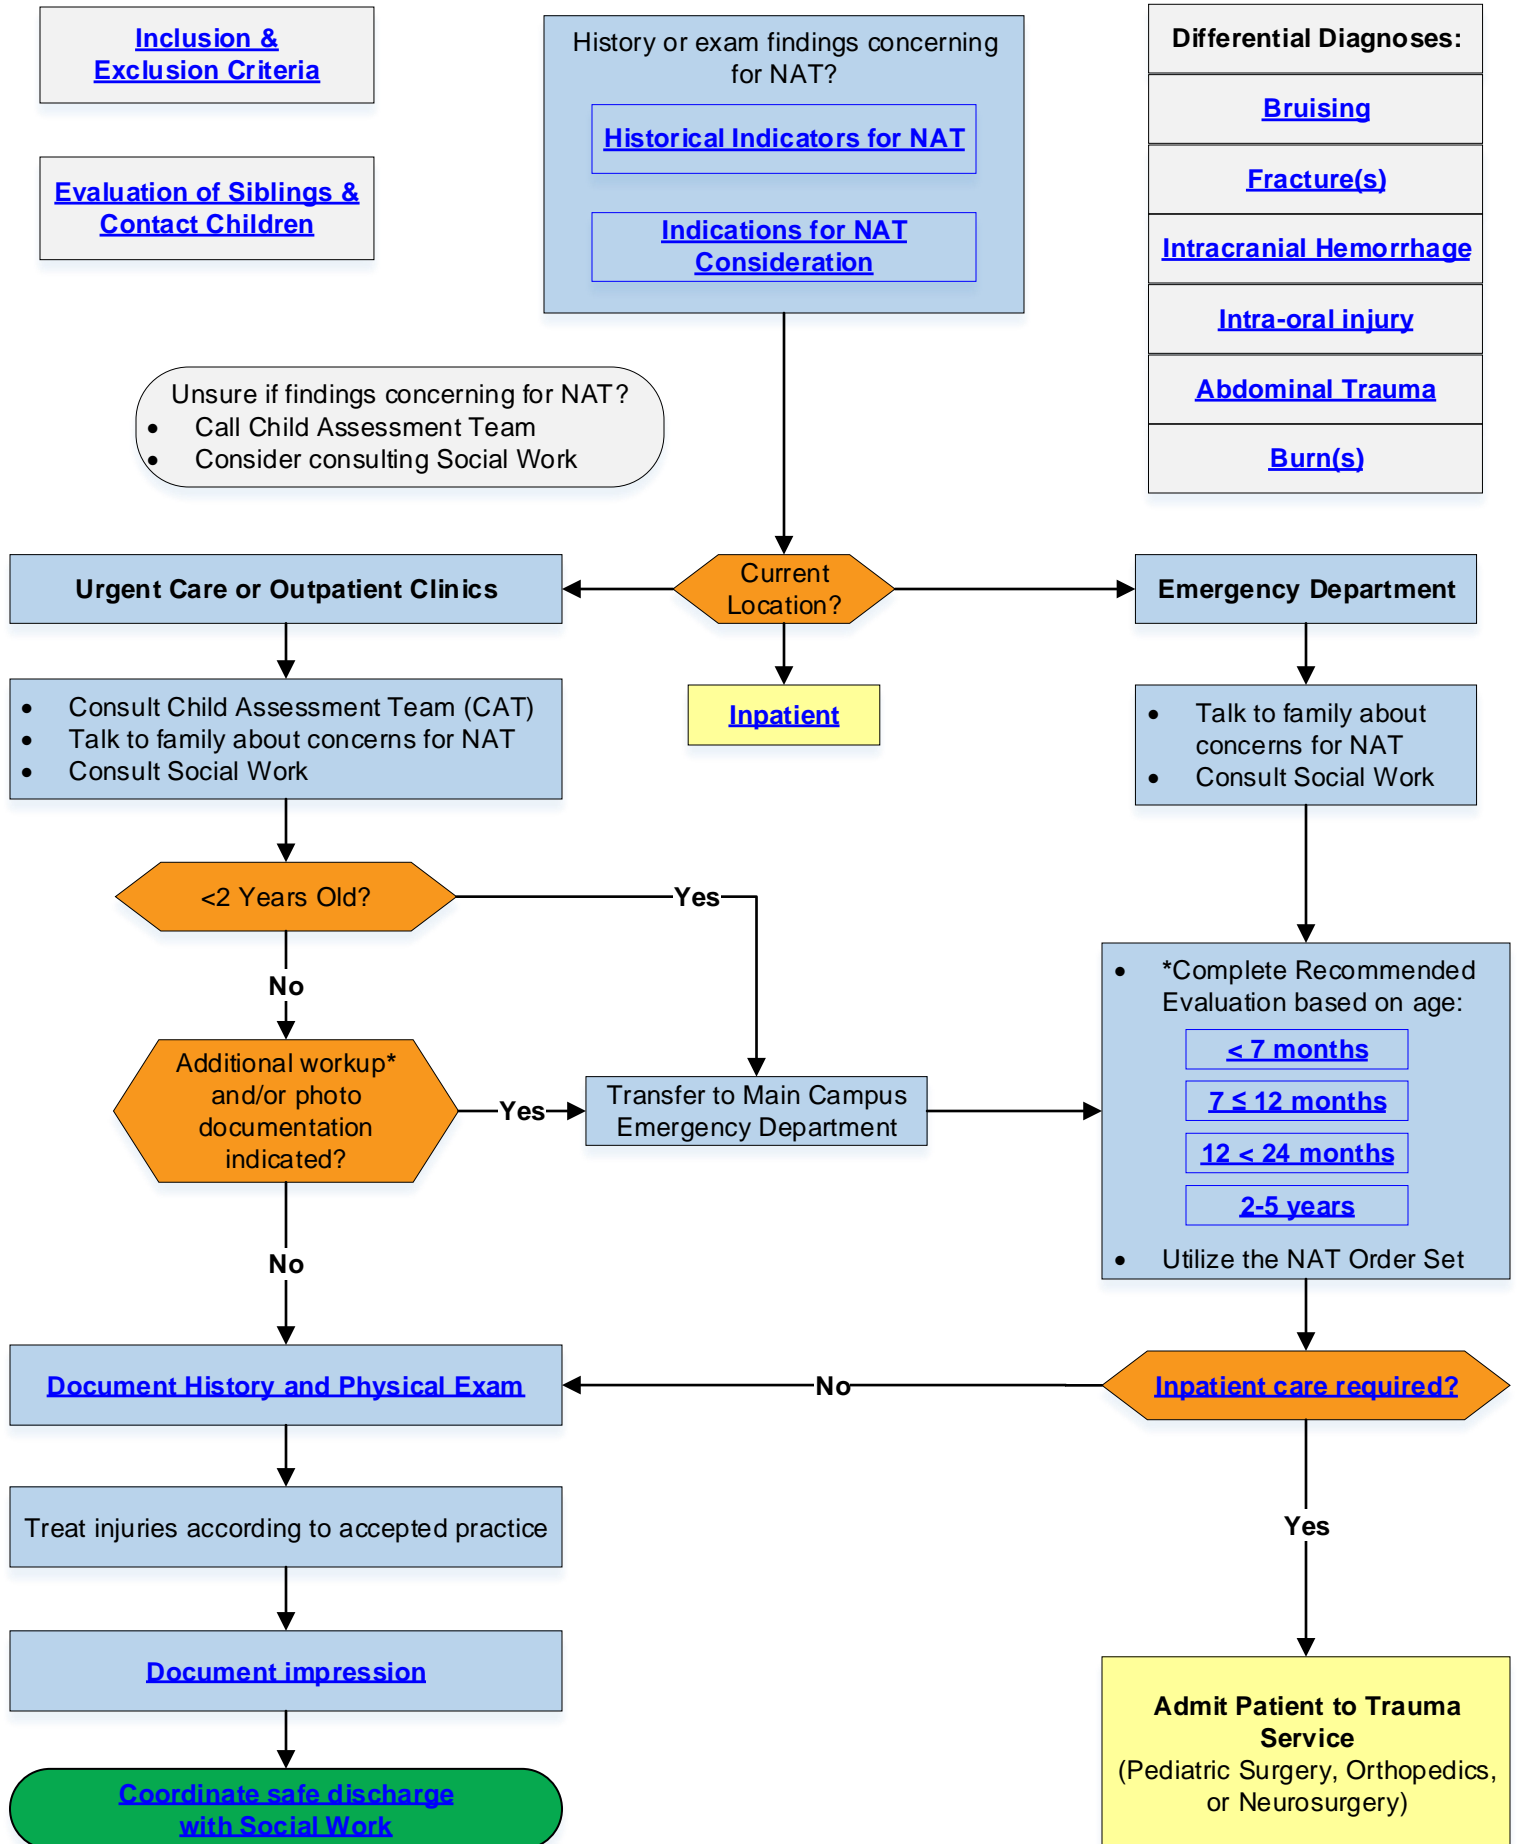 Inclusion &
Exclusion Criteria
Evaluation of Siblings &
Contact Children
History or exam findings concerning
for NAT?
Historical Indicators for NAT
Indications for NAT
Consideration
Differential Diagnoses:
Bruising
Fracture(s)
Intracranial Hemorrhage
Intra-oral injury
Abdominal Trauma
Burn(s)
Unsure if findings concerning for NAT?
• Call Child Assessment Team
• Consider consulting Social Work
Current
Location?
Urgent Care or Outpatient Clinics
Emergency Department
Inpatient
• Consult Child Assessment Team (CAT)
• Talk to family about concerns for NAT
• Consult Social Work
• Talk to family about
concerns for NAT
• Consult Social Work
<2 Years Old?
Yes
No
Additional workup*
and/or photo
documentation
indicated?
Yes
Transfer to Main Campus
Emergency Department
• *Complete Recommended
Evaluation based on age:
< 7 months
7 ≤ 12 months
12 < 24 months
2-5 years
• Utilize the NAT Order Set
No
Document History and Physical Exam
No
Inpatient care required?
Treat injuries according to accepted practice
Yes
Document impression
Admit Patient to Trauma
Service
(Pediatric Surgery, Orthopedics,
or Neurosurgery)
Coordinate safe discharge
with Social Work